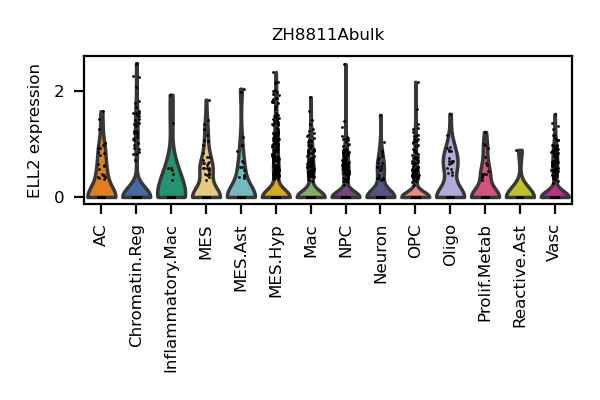 ZH8811Abulk
ELL2 expression
2
0
AC
Chromatin.Reg
Inflammatory.Mac
MES
MES.Ast
MES.Hyp
Mac
NPC
Neuron
OPC
Oligo
Prolif.Metab
Reactive.Ast
Vasc